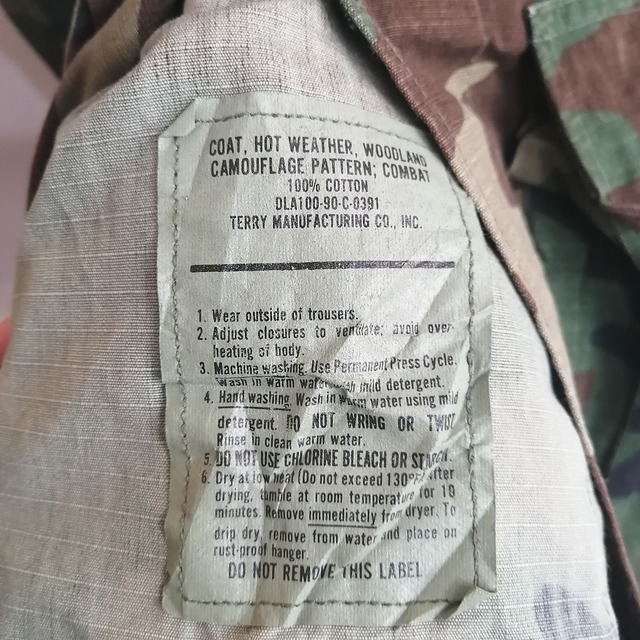 COAT, HOT WEATHER, WOODLAND
CAMOUFLAGE PATTERN; COMBAT
100% COTTON
DLA100-90-C-0391
TERRY MANUFACTURING CO., INC.
1. Wear outside of trousers.
2. Adjust closures to ventilate; avoid over-
heating of body.
3. Machine washing. Use Permanent Press Cycle.
Wash in warm water with mild detergent.
4. Hand washing. Wash in warm water using mild
detergent. DO NOT WRING OR TWIST.
Rinse in clean warm water.
5. DO NOT USE CHLORINE BLEACH OR STARCH.
6. Dry at low heat (Do not exceed 130°F). After
drying, tumble at room temperature for 10
minutes. Remove immediately from dryer. To
drip dry, remove from water and place on
rust-proof hanger.
DO NOT REMOVE THIS LABEL